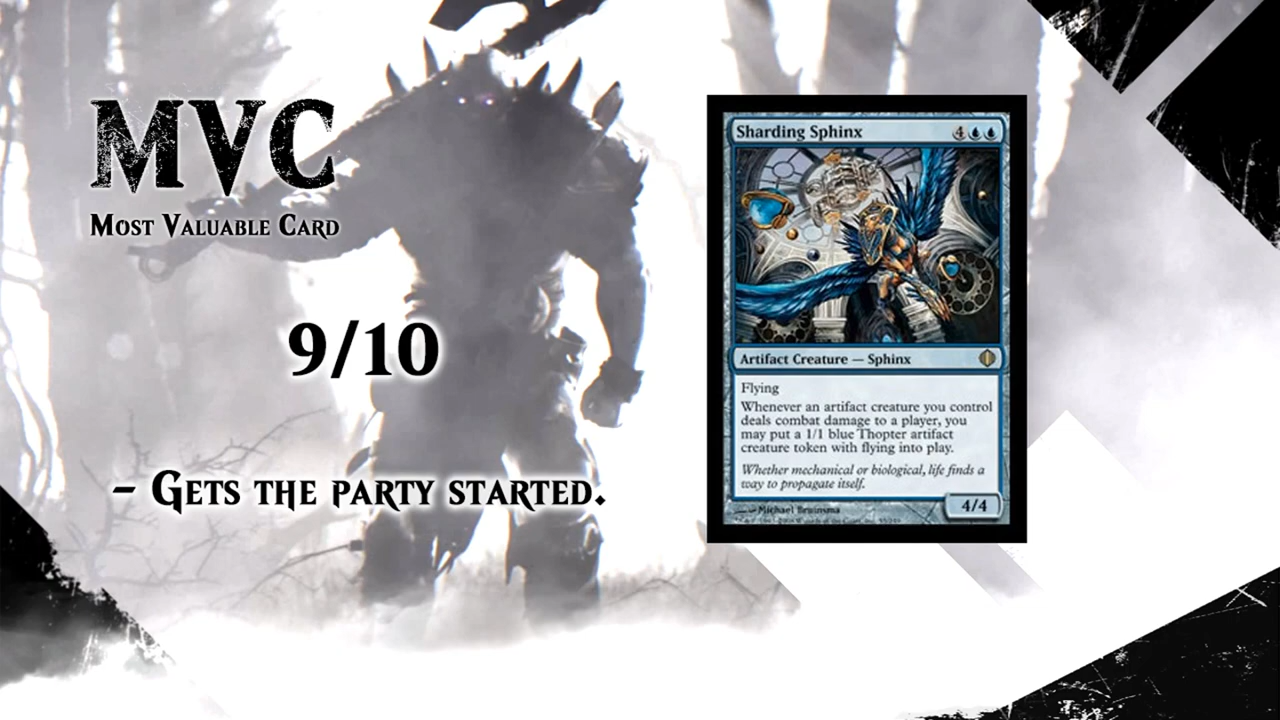 MVC
Most Valuable Card
9/10
– Gets the party started.
Sharding Sphinx 4
Artifact Creature — Sphinx
Flying
Whenever an artifact creature you control
deals combat damage to a player, you
may put a 1/1 blue Thopter artifact
creature token with flying into play.
Whether mechanical or biological, life finds a
way to propagate itself.
4/4
Michael Bruinsma